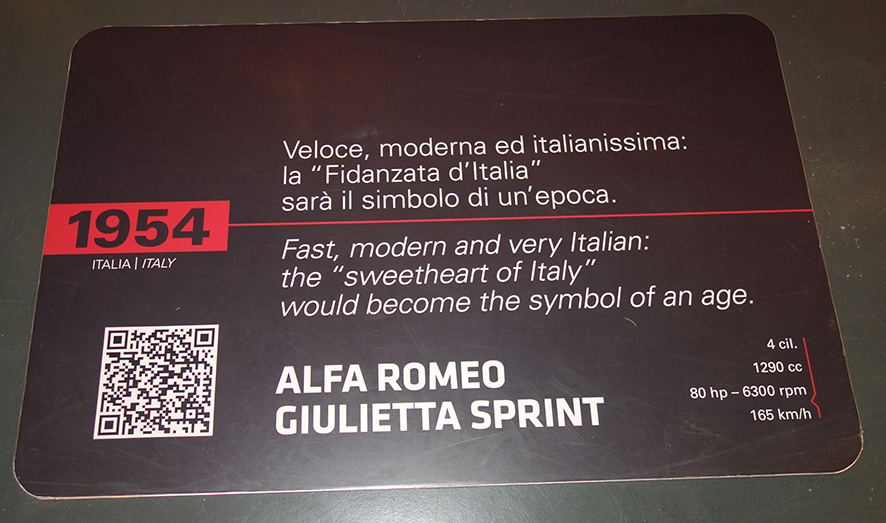 Veloce, moderna ed italianissima:
la “Fidanzata d’Italia”
sarà il simbolo di un’epoca.
1954
ITALIA | ITALY
Fast, modern and very Italian:
the “sweetheart of Italy”
would become the symbol of an age.
ALFA ROMEO
GIULIETTA SPRINT
4 cil.
1290 cc
80 hp – 6300 rpm
165 km/h